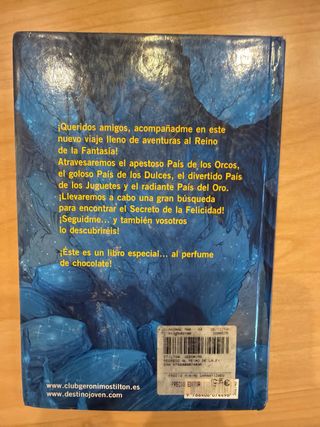 ¡Queridos amigos, acompañadme en este
nuevo viaje lleno de aventuras al Reino
de la Fantasía!
Atravesaremos el apestoso País de los Orcos,
el goloso País de los Dulces, el divertido País
de los Juguetes y el radiante País del Oro.
¡Llevaremos a cabo una gran búsqueda
para encontrar el Secreto de la Felicidad!
¡Seguidme... y también vosotros
lo descubriréis!
¡Éste es un libro especial... al perfume
de chocolate!
www.clubgeronimostilton.es
www.destinojoven.com
PRECIO EDITOR